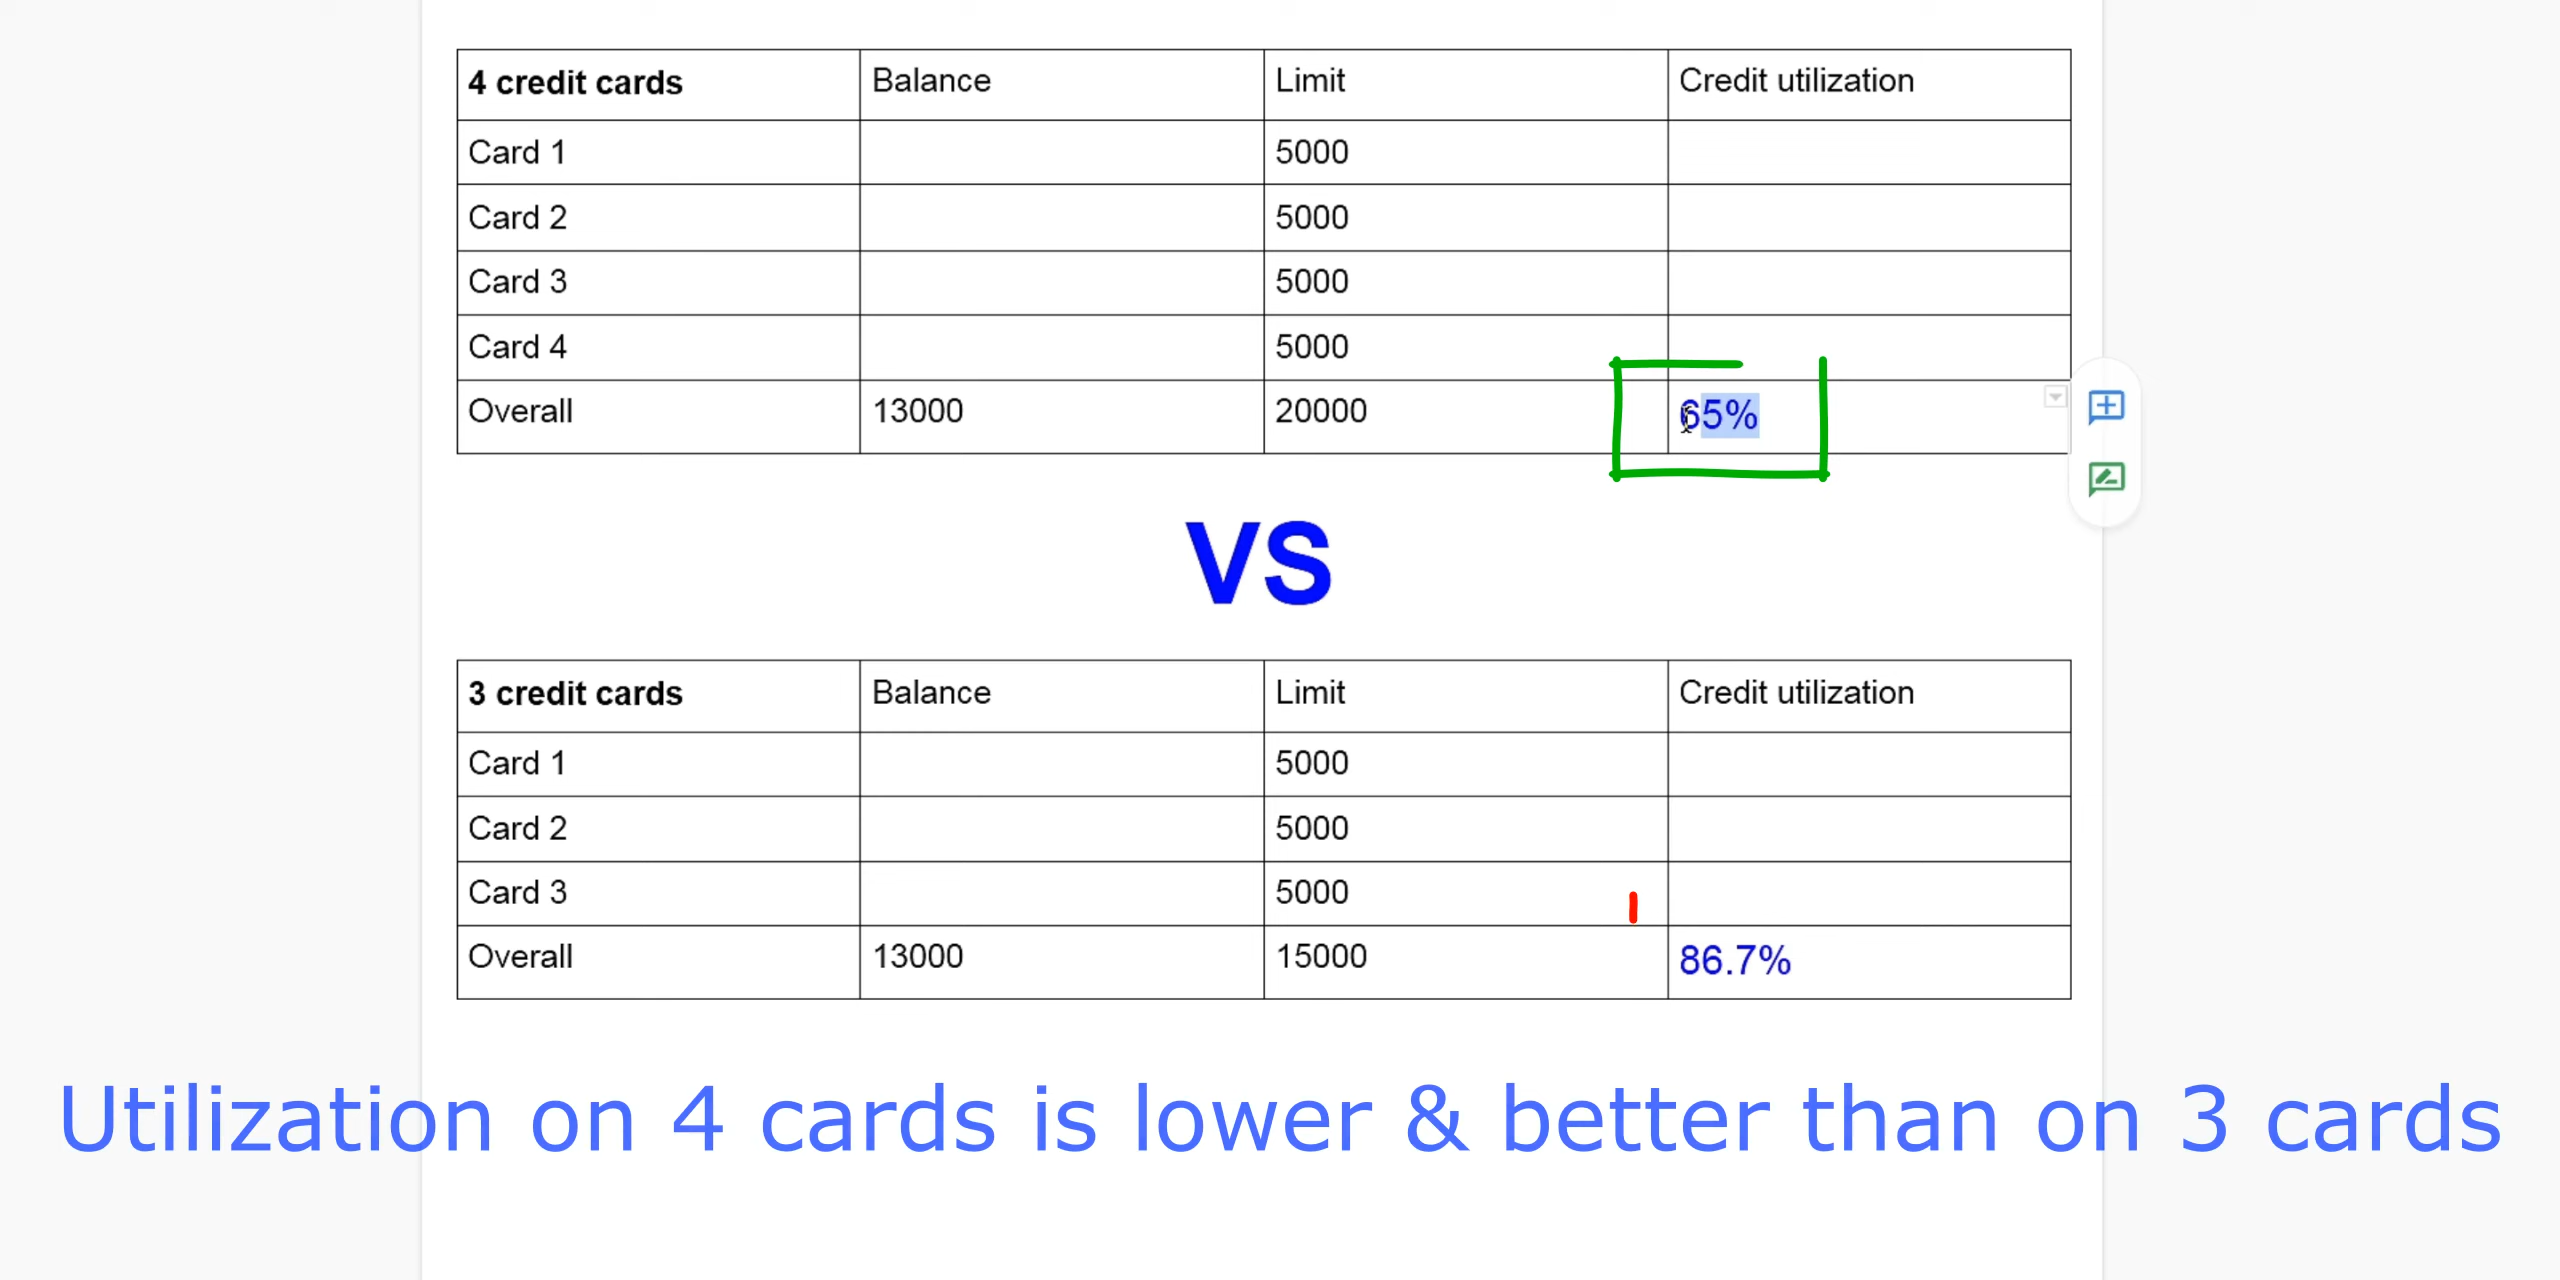 4 credit cards Balance Limit Credit utilization
Card 1 5000
Card 2 5000
Card 3 5000
Card 4 5000
Overall 13000 20000 65%
VS
3 credit cards Balance Limit Credit utilization
Card 1 5000
Card 2 5000
Card 3 5000
Overall 13000 15000 86.7%
Utilization on 4 cards is lower & better than on 3 cards